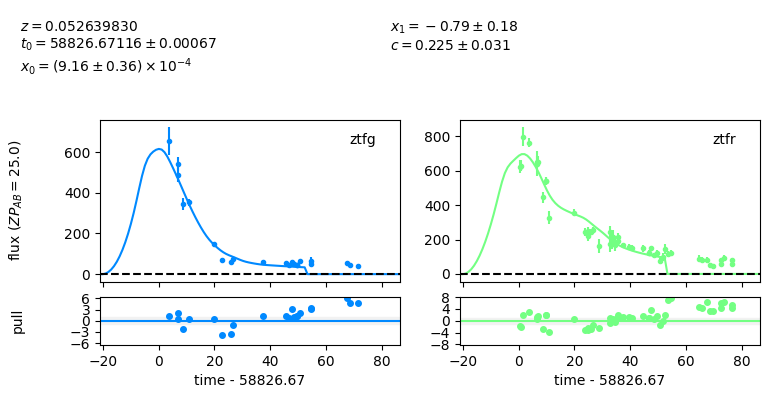 z = 0.052639830
t₀ = 58826.67116 ± 0.00067
x₀ = (9.16 ± 0.36) × 10⁻⁴
x₁ = −0.79 ± 0.18
c = 0.225 ± 0.031
flux (ZP_AB = 25.0)
600
400
200
0
ztfg
800
600
400
200
0
ztfr
pull
6
3
0
−3
−6
−20 0 20 40 60 80
time - 58826.67
8
4
0
−4
−8
−20 0 20 40 60 80
time - 58826.67